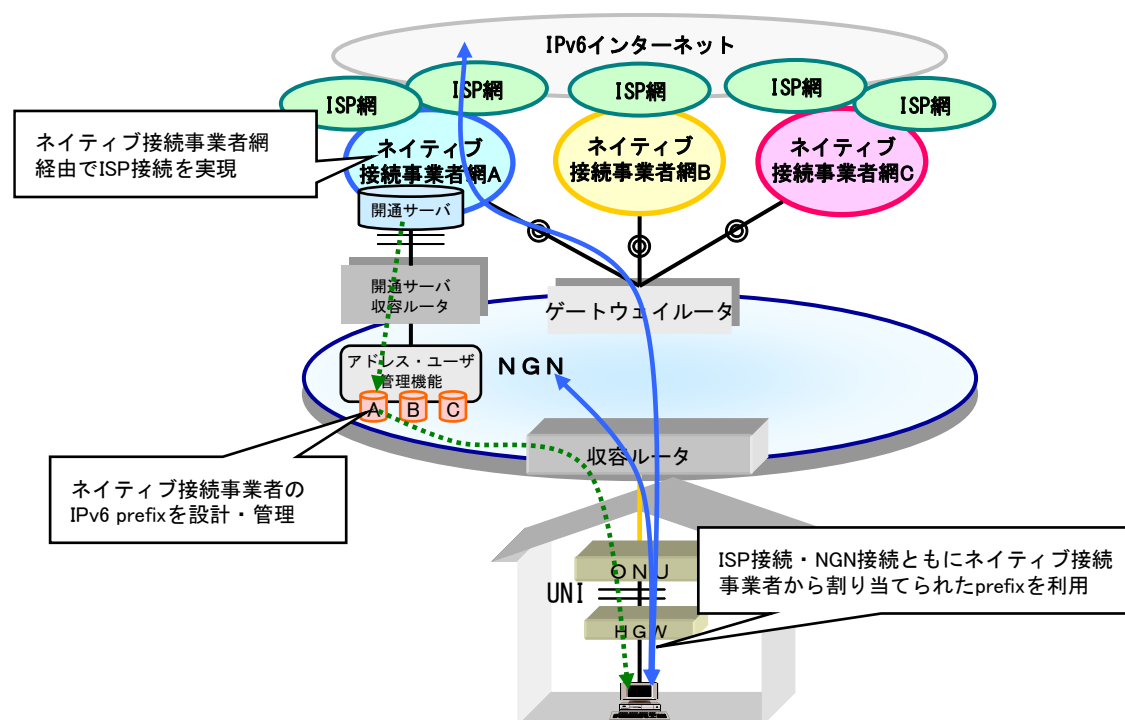 IPv6インターネット
ISP網
ISP網
ISP網
ISP網
ISP網
ネイティブ接続事業者網
経由でISP接続を実現
ネイティブ
接続事業者網A
ネイティブ
接続事業者網B
ネイティブ
接続事業者網C
開通サーバ
開通サーバ
収容ルータ
ゲートウェイルータ
アドレス・ユーザ
管理機能
NGN
A
B
C
収容ルータ
ネイティブ接続事業者の
IPv6 prefixを設計・管理
ISP接続・NGN接続ともにネイティブ接続
事業者から割り当てられたprefixを利用
ONU
UNI
HGW